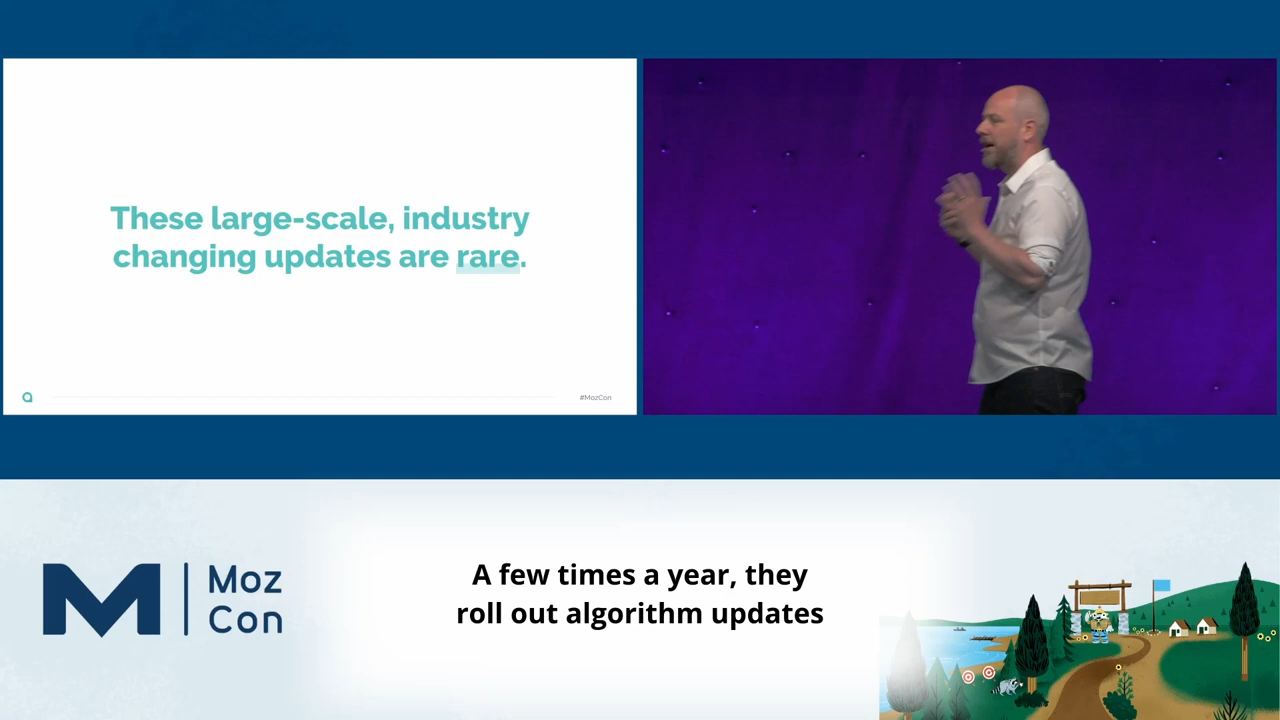 These large-scale, industry
changing updates are rare.
#MozCon
Moz
Con
A few times a year, they
roll out algorithm updates